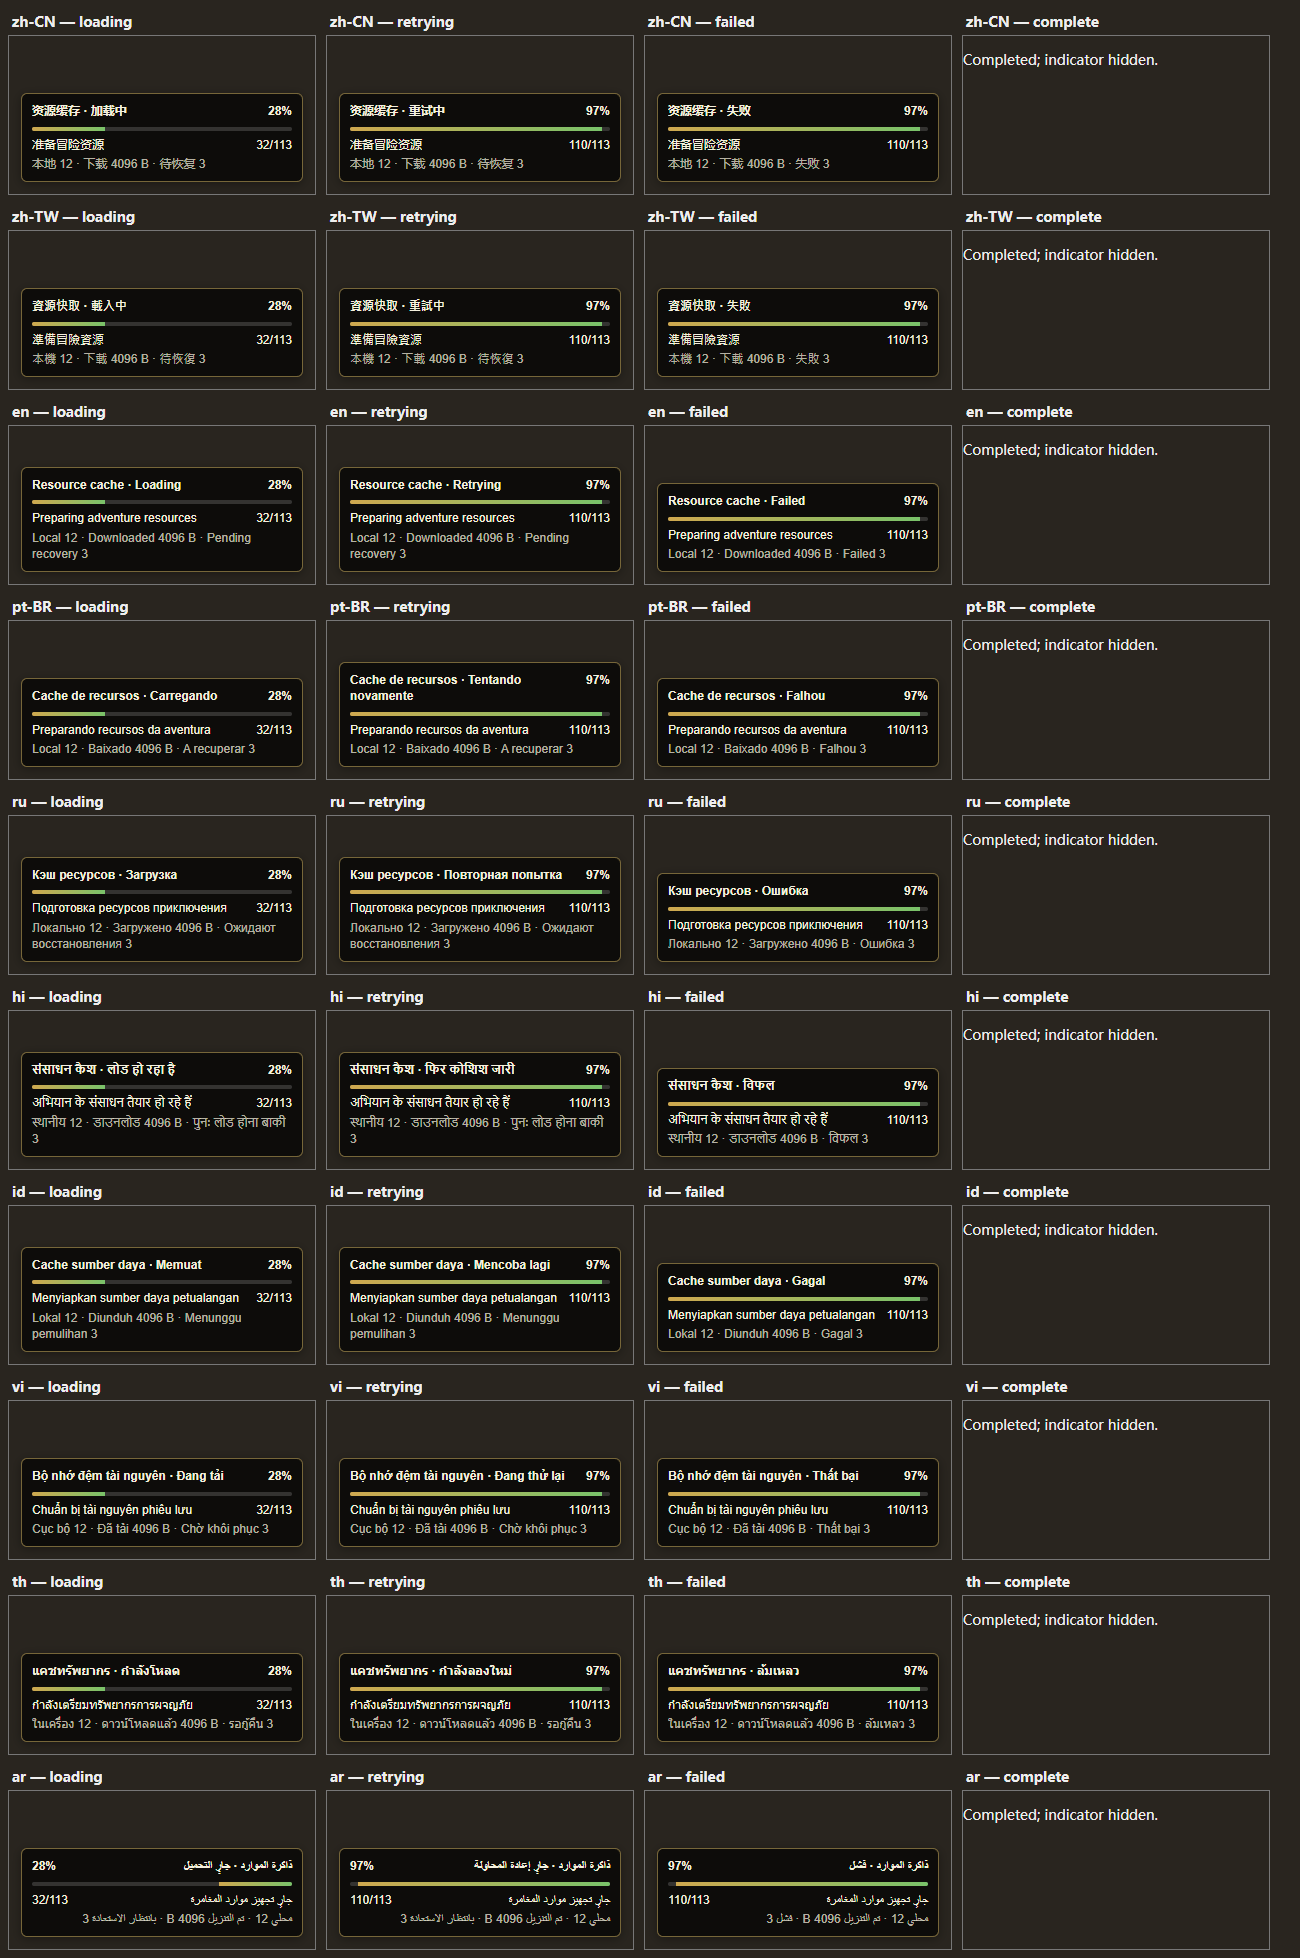 zh-CN — loading
资源缓存 · 加载中 28%
准备冒险资源 32/113
本地 12 · 下载 4096 B · 待恢复 3
zh-CN — retrying
资源缓存 · 重试中 97%
准备冒险资源 110/113
本地 12 · 下载 4096 B · 待恢复 3
zh-CN — failed
资源缓存 · 失败 97%
准备冒险资源 110/113
本地 12 · 下载 4096 B · 失败 3
zh-CN — complete
Completed; indicator hidden.
zh-TW — loading
資源快取 · 載入中 28%
準備冒險資源 32/113
本機 12 · 下載 4096 B · 待恢復 3
zh-TW — retrying
資源快取 · 重試中 97%
準備冒險資源 110/113
本機 12 · 下載 4096 B · 待恢復 3
zh-TW — failed
資源快取 · 失敗 97%
準備冒險資源 110/113
本機 12 · 下載 4096 B · 失敗 3
zh-TW — complete
Completed; indicator hidden.
en — loading
Resource cache · Loading 28%
Preparing adventure resources 32/113
Local 12 · Downloaded 4096 B · Pending
recovery 3
en — retrying
Resource cache · Retrying 97%
Preparing adventure resources 110/113
Local 12 · Downloaded 4096 B · Pending
recovery 3
en — failed
Resource cache · Failed 97%
Preparing adventure resources 110/113
Local 12 · Downloaded 4096 B · Failed 3
en — complete
Completed; indicator hidden.
pt-BR — loading
Cache de recursos · Carregando 28%
Preparando recursos da aventura 32/113
Local 12 · Baixado 4096 B · A recuperar 3
pt-BR — retrying
Cache de recursos · Tentando 97%
novamente
Preparando recursos da aventura 110/113
Local 12 · Baixado 4096 B · A recuperar 3
pt-BR — failed
Cache de recursos · Falhou 97%
Preparando recursos da aventura 110/113
Local 12 · Baixado 4096 B · Falhou 3
pt-BR — complete
Completed; indicator hidden.
ru — loading
Кэш ресурсов · Загрузка 28%
Подготовка ресурсов приключения 32/113
Локально 12 · Загружено 4096 B · Ожидают
восстановления 3
ru — retrying
Кэш ресурсов · Повторная попытка 97%
Подготовка ресурсов приключения 110/113
Локально 12 · Загружено 4096 B · Ожидают
восстановления 3
ru — failed
Кэш ресурсов · Ошибка 97%
Подготовка ресурсов приключения 110/113
Локально 12 · Загружено 4096 B · Ошибка 3
ru — complete
Completed; indicator hidden.
hi — loading
संसाधन कैश · लोड हो रहा है 28%
अभियान के संसाधन तैयार हो रहे हैं 32/113
स्थानीय 12 · डाउनलोड 4096 B · पुनः लोड होना बाकी
3
hi — retrying
संसाधन कैश · फिर कोशिश जारी 97%
अभियान के संसाधन तैयार हो रहे हैं 110/113
स्थानीय 12 · डाउनलोड 4096 B · पुनः लोड होना बाकी
3
hi — failed
संसाधन कैश · विफल 97%
अभियान के संसाधन तैयार हो रहे हैं 110/113
स्थानीय 12 · डाउनलोड 4096 B · विफल 3
hi — complete
Completed; indicator hidden.
id — loading
Cache sumber daya · Memuat 28%
Menyiapkan sumber daya petualangan 32/113
Lokal 12 · Diunduh 4096 B · Menunggu
pemulihan 3
id — retrying
Cache sumber daya · Mencoba lagi 97%
Menyiapkan sumber daya petualangan 110/113
Lokal 12 · Diunduh 4096 B · Menunggu
pemulihan 3
id — failed
Cache sumber daya · Gagal 97%
Menyiapkan sumber daya petualangan 110/113
Lokal 12 · Diunduh 4096 B · Gagal 3
id — complete
Completed; indicator hidden.
vi — loading
Bộ nhớ đệm tài nguyên · Đang tải 28%
Chuẩn bị tài nguyên phiêu lưu 32/113
Cục bộ 12 · Đã tải 4096 B · Chờ khôi phục 3
vi — retrying
Bộ nhớ đệm tài nguyên · Đang thử lại 97%
Chuẩn bị tài nguyên phiêu lưu 110/113
Cục bộ 12 · Đã tải 4096 B · Chờ khôi phục 3
vi — failed
Bộ nhớ đệm tài nguyên · Thất bại 97%
Chuẩn bị tài nguyên phiêu lưu 110/113
Cục bộ 12 · Đã tải 4096 B · Thất bại 3
vi — complete
Completed; indicator hidden.
th — loading
แคชทรัพยากร · กำลังโหลด 28%
กำลังเตรียมทรัพยากรการผจญภัย 32/113
ในเครื่อง 12 · ดาวน์โหลดแล้ว 4096 B · รอกู้คืน 3
th — retrying
แคชทรัพยากร · กำลังลองใหม่ 97%
กำลังเตรียมทรัพยากรการผจญภัย 110/113
ในเครื่อง 12 · ดาวน์โหลดแล้ว 4096 B · รอกู้คืน 3
th — failed
แคชทรัพยากร · ล้มเหลว 97%
กำลังเตรียมทรัพยากรการผจญภัย 110/113
ในเครื่อง 12 · ดาวน์โหลดแล้ว 4096 B · ล้มเหลว 3
th — complete
Completed; indicator hidden.
ar — loading
ذاكرة الموارد · جارٍ التحميل 28%
جارٍ تجهيز موارد المغامرة 32/113
محلي 12 · تم التنزيل 4096 B · بانتظار الاستعادة 3
ar — retrying
ذاكرة الموارد · جارٍ إعادة المحاولة 97%
جارٍ تجهيز موارد المغامرة 110/113
محلي 12 · تم التنزيل 4096 B · بانتظار الاستعادة 3
ar — failed
ذاكرة الموارد · فشل 97%
جارٍ تجهيز موارد المغامرة 110/113
محلي 12 · تم التنزيل 4096 B · فشل 3
ar — complete
Completed; indicator hidden.